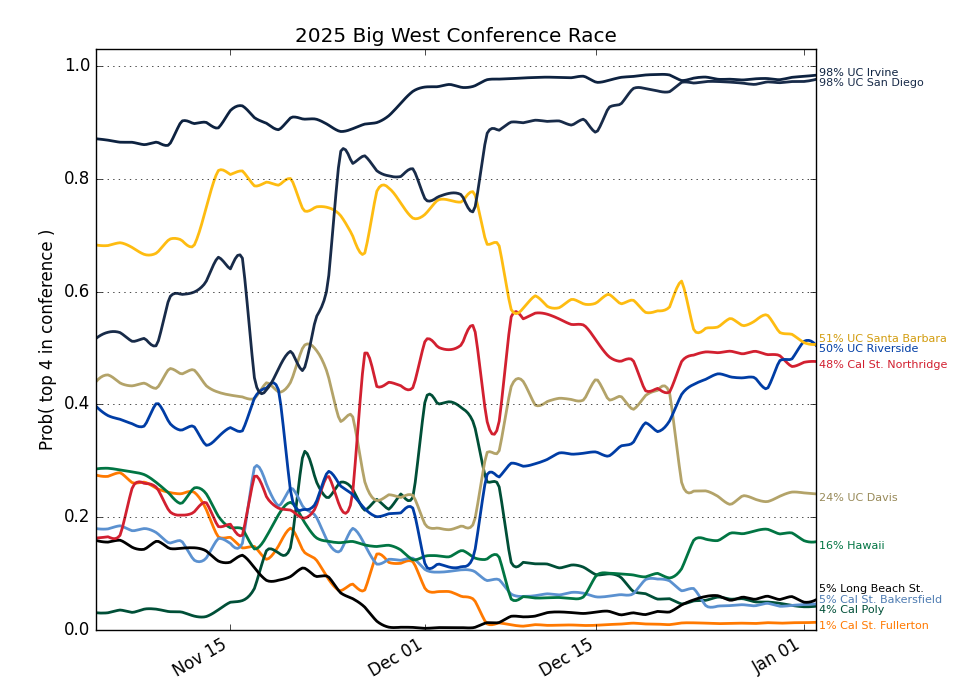 2025 Big West Conference Race
Prob( top 4 in conference )
1.0
0.8
0.6
0.4
0.2
0.0
Nov 15
Dec 01
Dec 15
Jan 01
98% UC Irvine
98% UC San Diego
51% UC Santa Barbara
50% UC Riverside
48% Cal St. Northridge
24% UC Davis
16% Hawaii
5% Long Beach St.
5% Cal St. Bakersfield
4% Cal Poly
1% Cal St. Fullerton